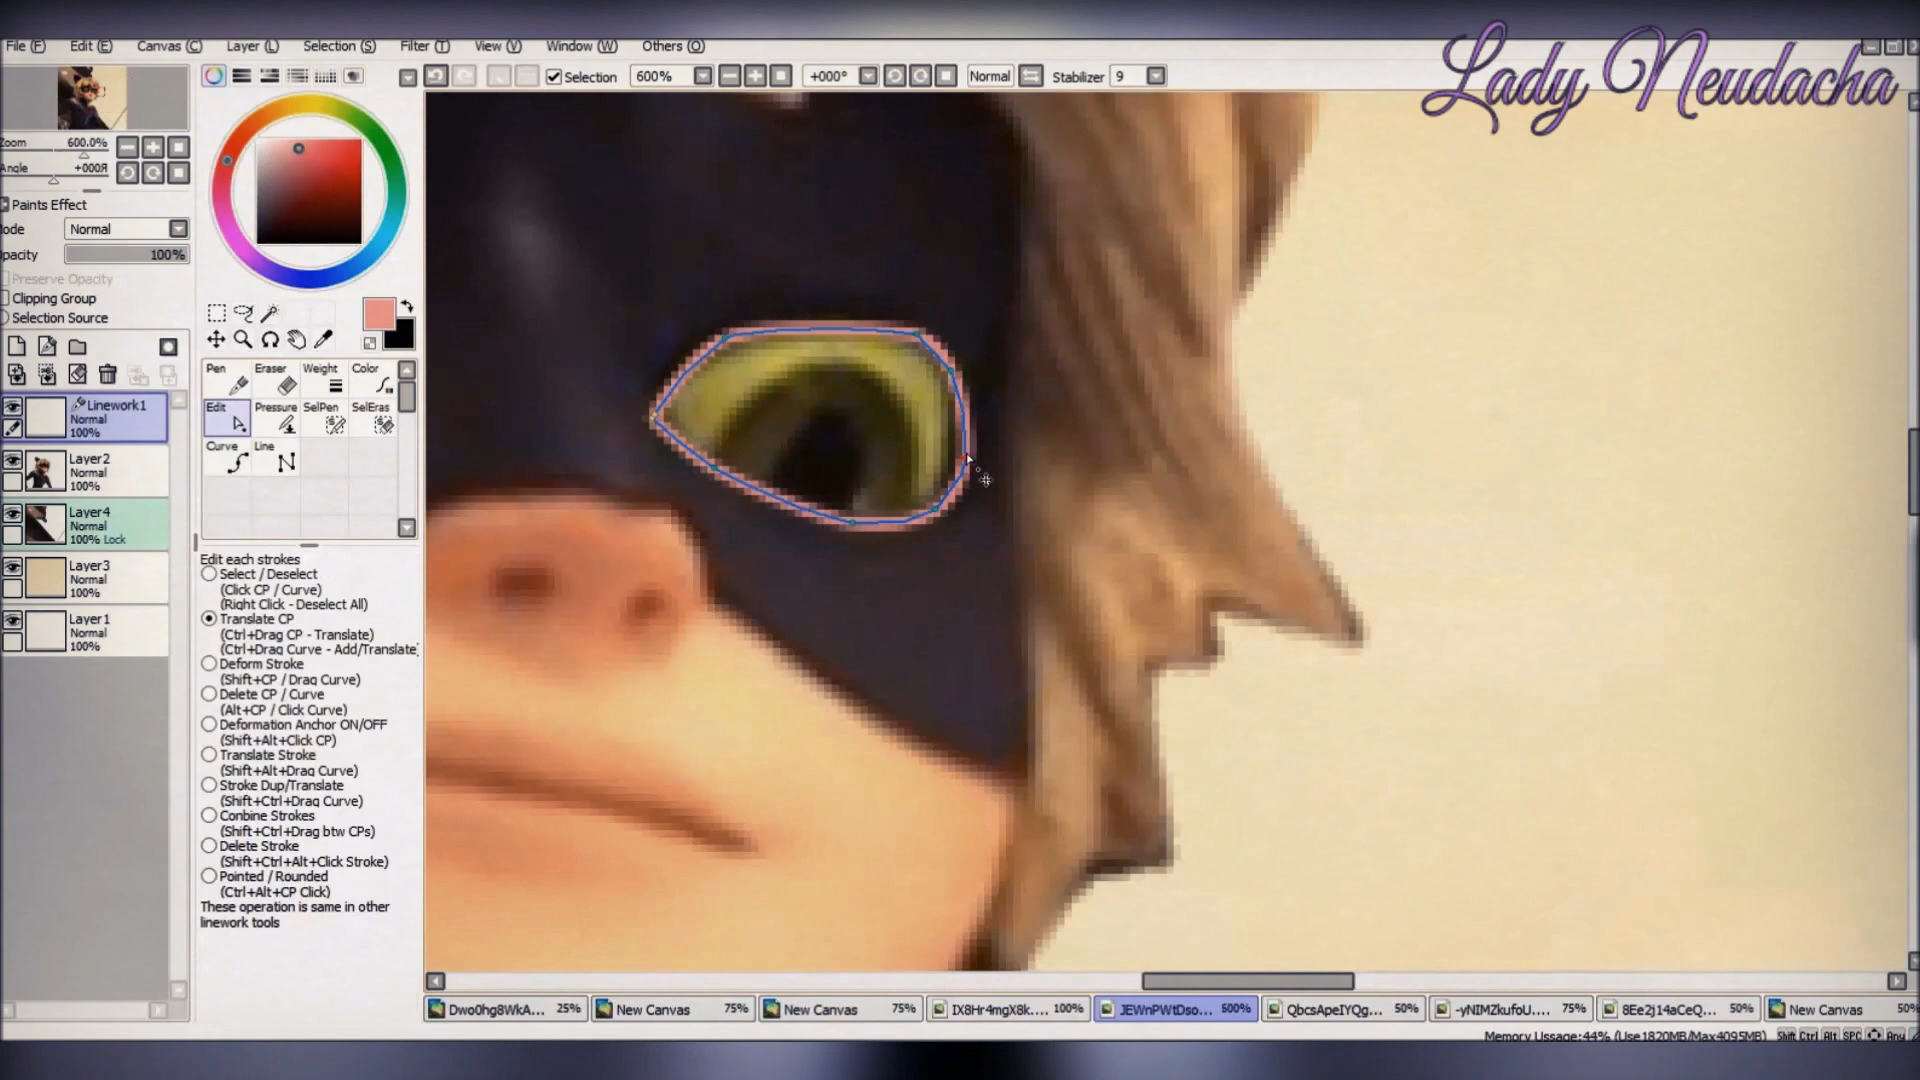 Lady Neudacha
File (F) Edit (E) Canvas (C) Layer (L) Selection (S) Filter (T) View (V) Window (W) Others (O)
Selection 600% +000° Normal Stabilizer 9
Zoom 600.0%
Angle +000Я
Paints Effect
Mode Normal
Opacity 100%
Preserve Opacity
Clipping Group
Selection Source
Linework1
Normal
100%
Layer2
Normal
100%
Layer4
Normal
100% Lock
Layer3
Normal
100%
Layer1
Normal
100%
Pen Eraser Weight Color
Edit Pressure SelPen SelEras
Curve Line
Edit each strokes
Select / Deselect
(Click CP / Curve)
(Right Click - Deselect All)
Translate CP
(Ctrl+Drag CP - Translate)
(Ctrl+Drag Curve - Add/Translate)
Deform Stroke
(Shift+CP / Drag Curve)
Delete CP / Curve
(Alt+CP / Click Curve)
Deformation Anchor ON/OFF
(Shift+Alt+Click CP)
Translate Stroke
(Shift+Alt+Drag Curve)
Stroke Dup/Translate
(Shift+Ctrl+Drag Curve)
Conbine Strokes
(Shift+Ctrl+Drag btw CPs)
Delete Stroke
(Shift+Ctrl+Alt+Click Stroke)
Pointed / Rounded
(Ctrl+Alt+CP Click)
These operation is same in other
linework tools
Dwo0hg8WkA... 25% New Canvas 75% New Canvas 75% IX8Hr4mgX8k.... 100% JEWnPWtDso... 500% QbcsApeIYQg... 50% -yNIMZkufoU.... 75% 8Ee2j14aCeQ... 50% New Canvas 50%
Memory Usage:44% (Use1820MB/Max4095MB) Shift Ctrl Alt SPC Any